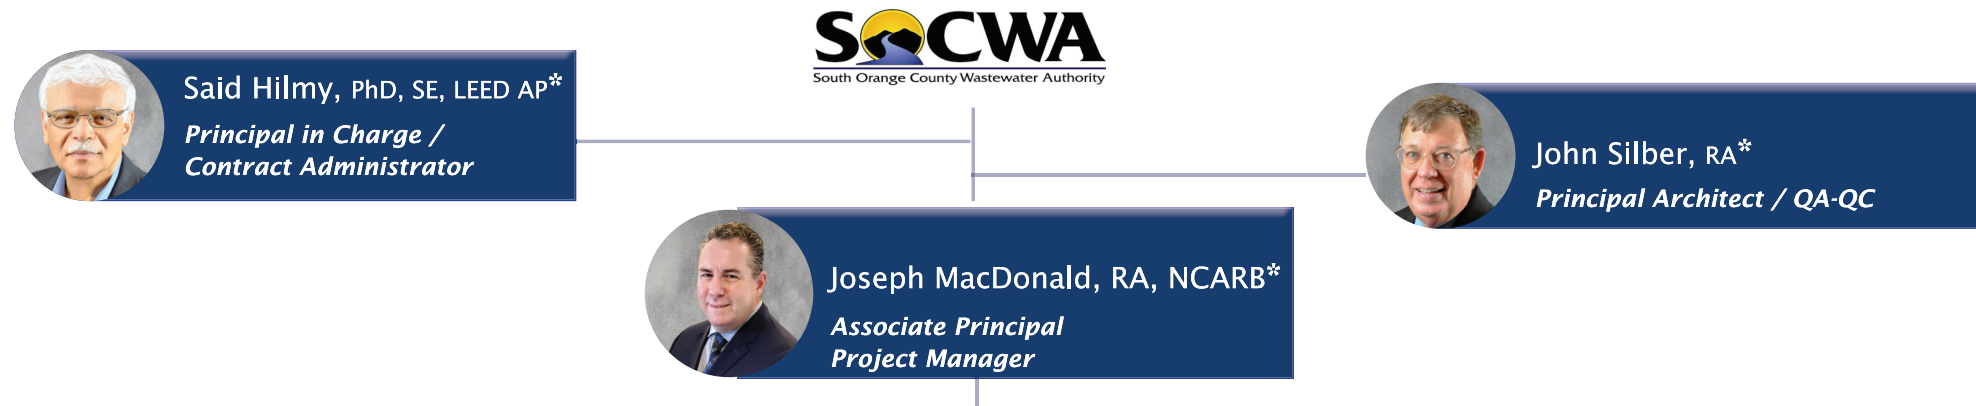 SOCWA
South Orange County Wastewater Authority
Said Hilmy, PhD, SE, LEED AP*
Principal in Charge /
Contract Administrator
John Silber, RA*
Principal Architect / QA-QC
Joseph MacDonald, RA, NCARB*
Associate Principal
Project Manager